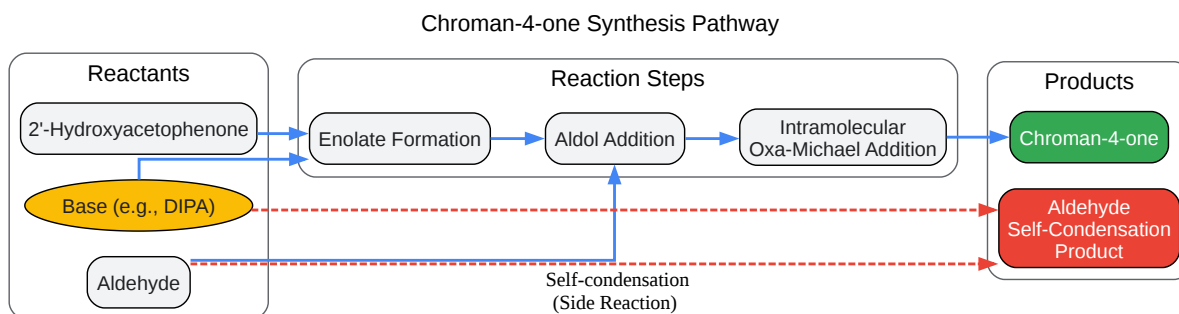 Chroman-4-one Synthesis Pathway
Reactants
2'-Hydroxyacetophenone
Base (e.g., DIPA)
Aldehyde
Reaction Steps
Enolate Formation
Aldol Addition
Intramolecular
Oxa-Michael Addition
Self-condensation
(Side Reaction)
Products
Chroman-4-one
Aldehyde
Self-Condensation
Product